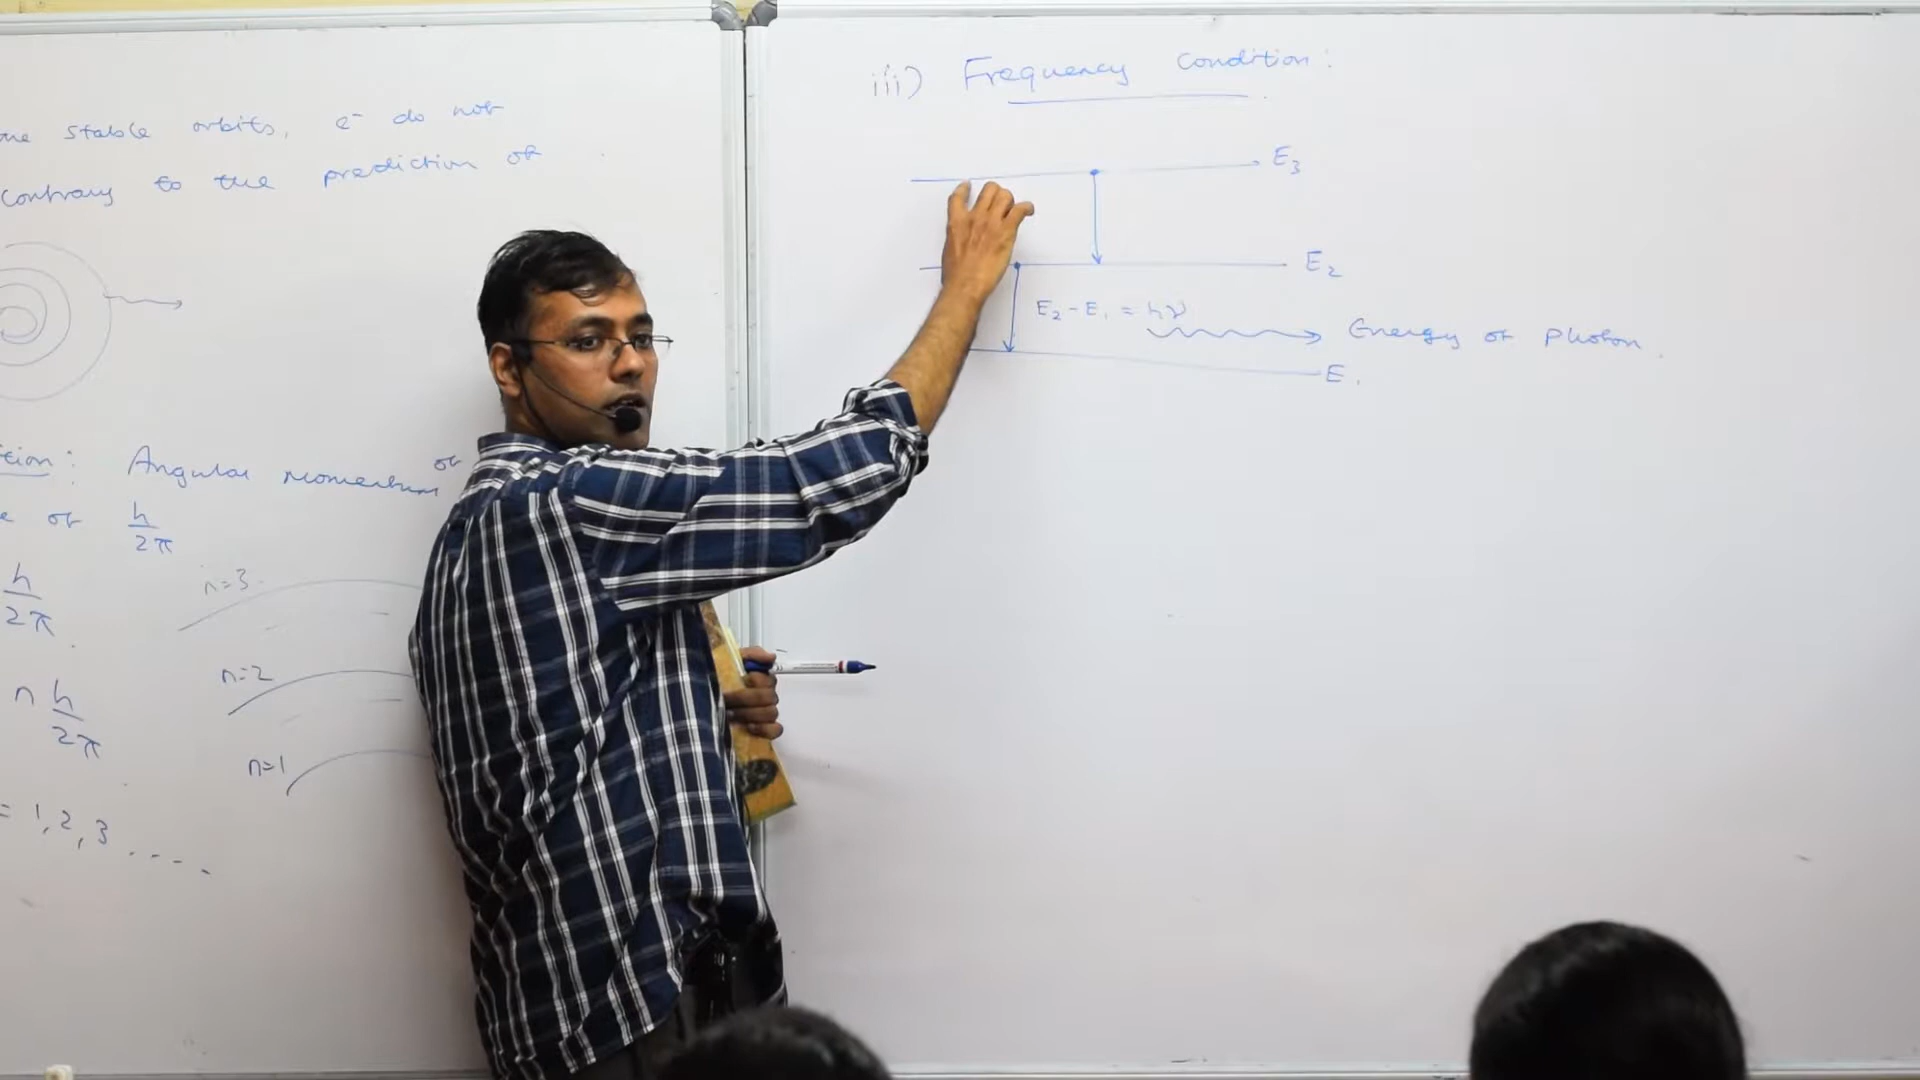 stable orbits, e⁻ do not
contrary to the prediction of
tion: Angular momentum of
e of h/2π
h/2π
n h/2π
= 1, 2, 3 ....
n=3
n=2
n=1
iii) Frequency Condition:
E₃
E₂
E₂ - E₁ = hν
Energy of Photon.
E₁